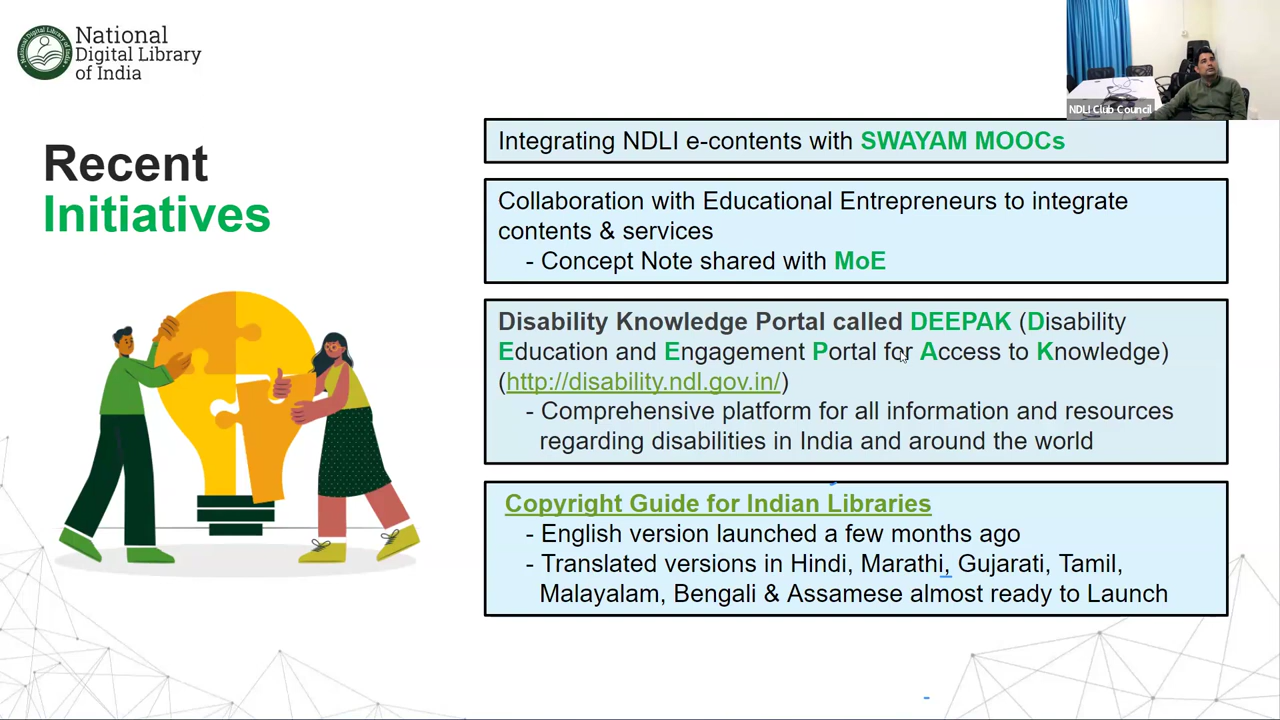 National
Digital Library
of India
NDLI Club Council
Recent
Initiatives
Integrating NDLI e-contents with SWAYAM MOOCs
Collaboration with Educational Entrepreneurs to integrate
contents & services
- Concept Note shared with MoE
Disability Knowledge Portal called DEEPAK (Disability
Education and Engagement Portal for Access to Knowledge)
(http://disability.ndl.gov.in/)
- Comprehensive platform for all information and resources
regarding disabilities in India and around the world
Copyright Guide for Indian Libraries
- English version launched a few months ago
- Translated versions in Hindi, Marathi, Gujarati, Tamil,
Malayalam, Bengali & Assamese almost ready to Launch